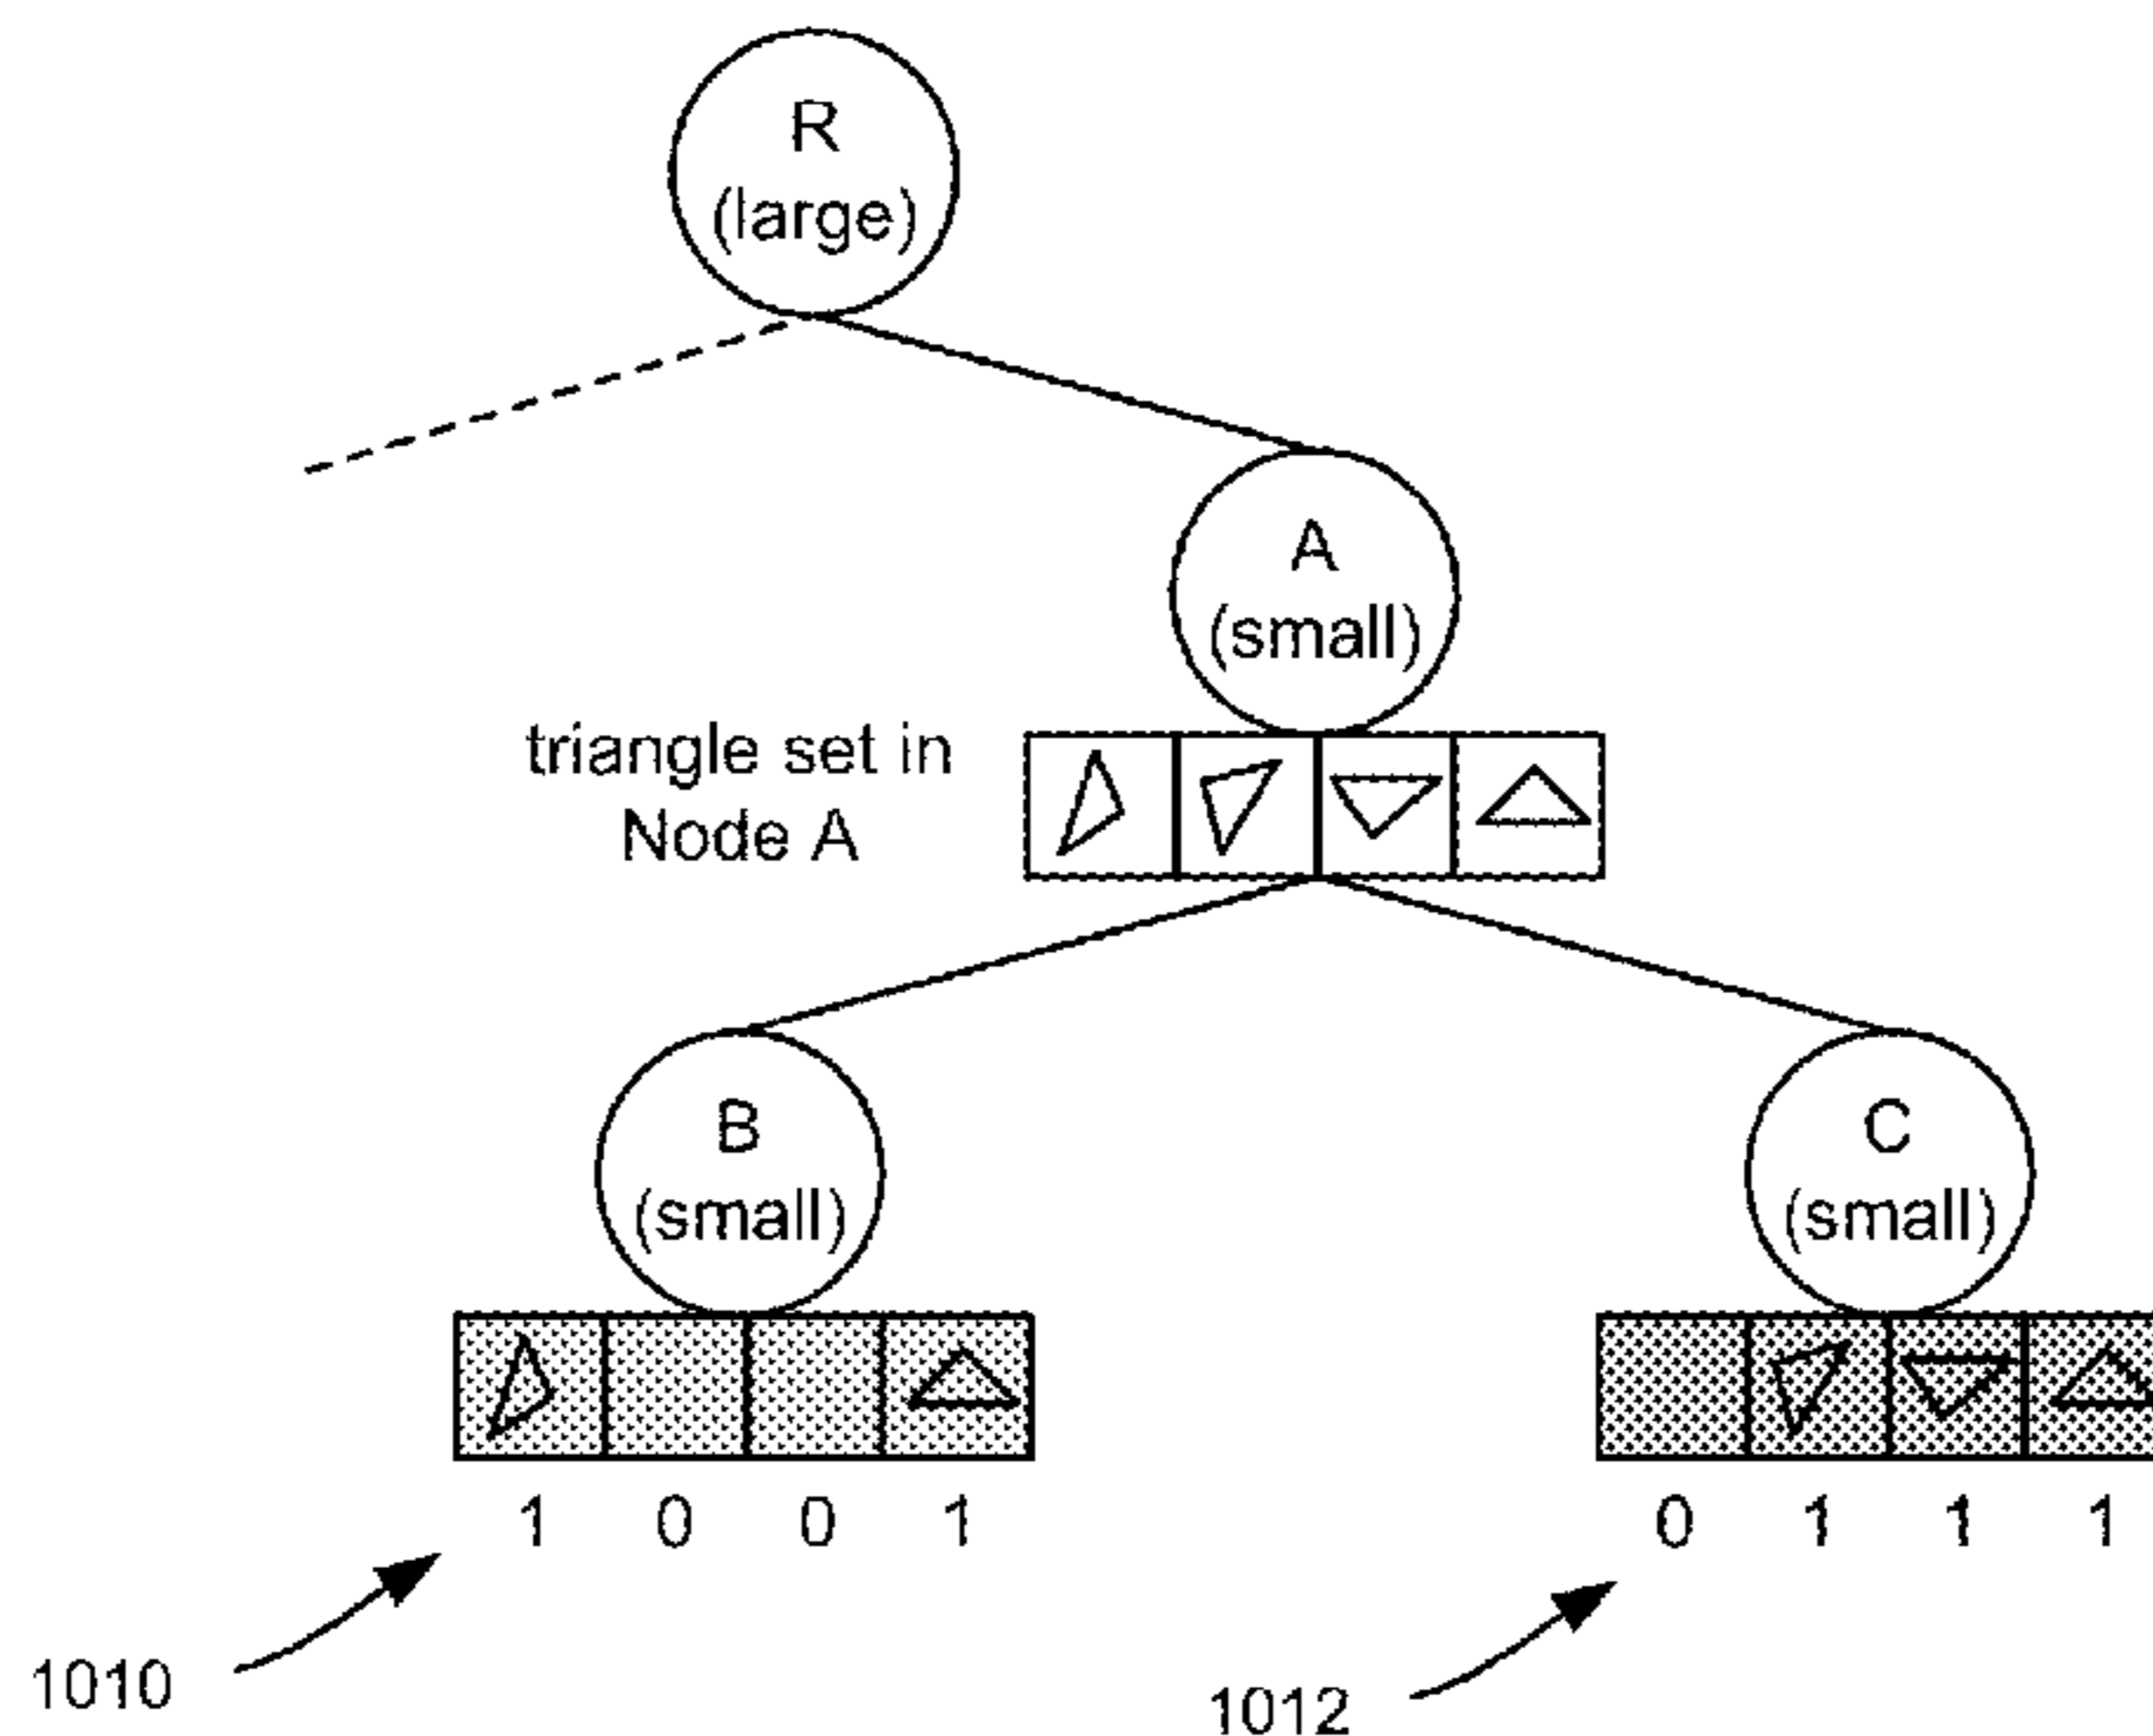 R
(large)
A
(small)
triangle set in
Node A
B
(small)
C
(small)
1 0 0 1
0 1 1 1
1010
1012